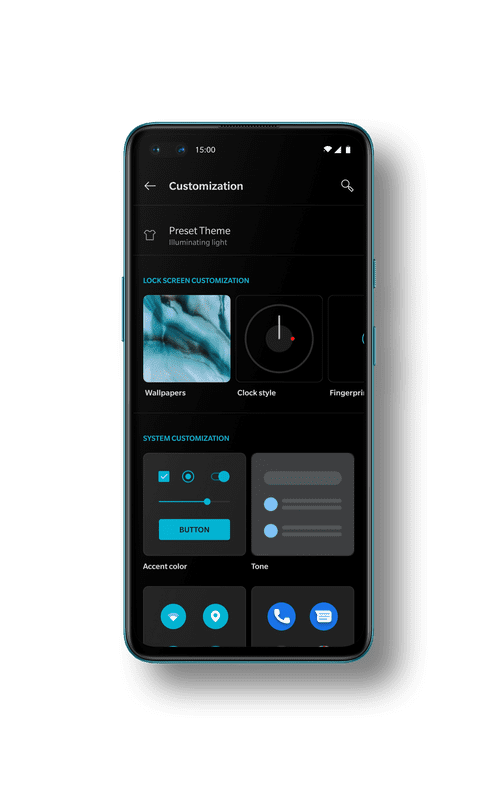 15:00
Customization
Preset Theme
Illuminating light
LOCK SCREEN CUSTOMIZATION
Wallpapers
Clock style
Fingerpri
SYSTEM CUSTOMIZATION
BUTTON
Accent color
Tone